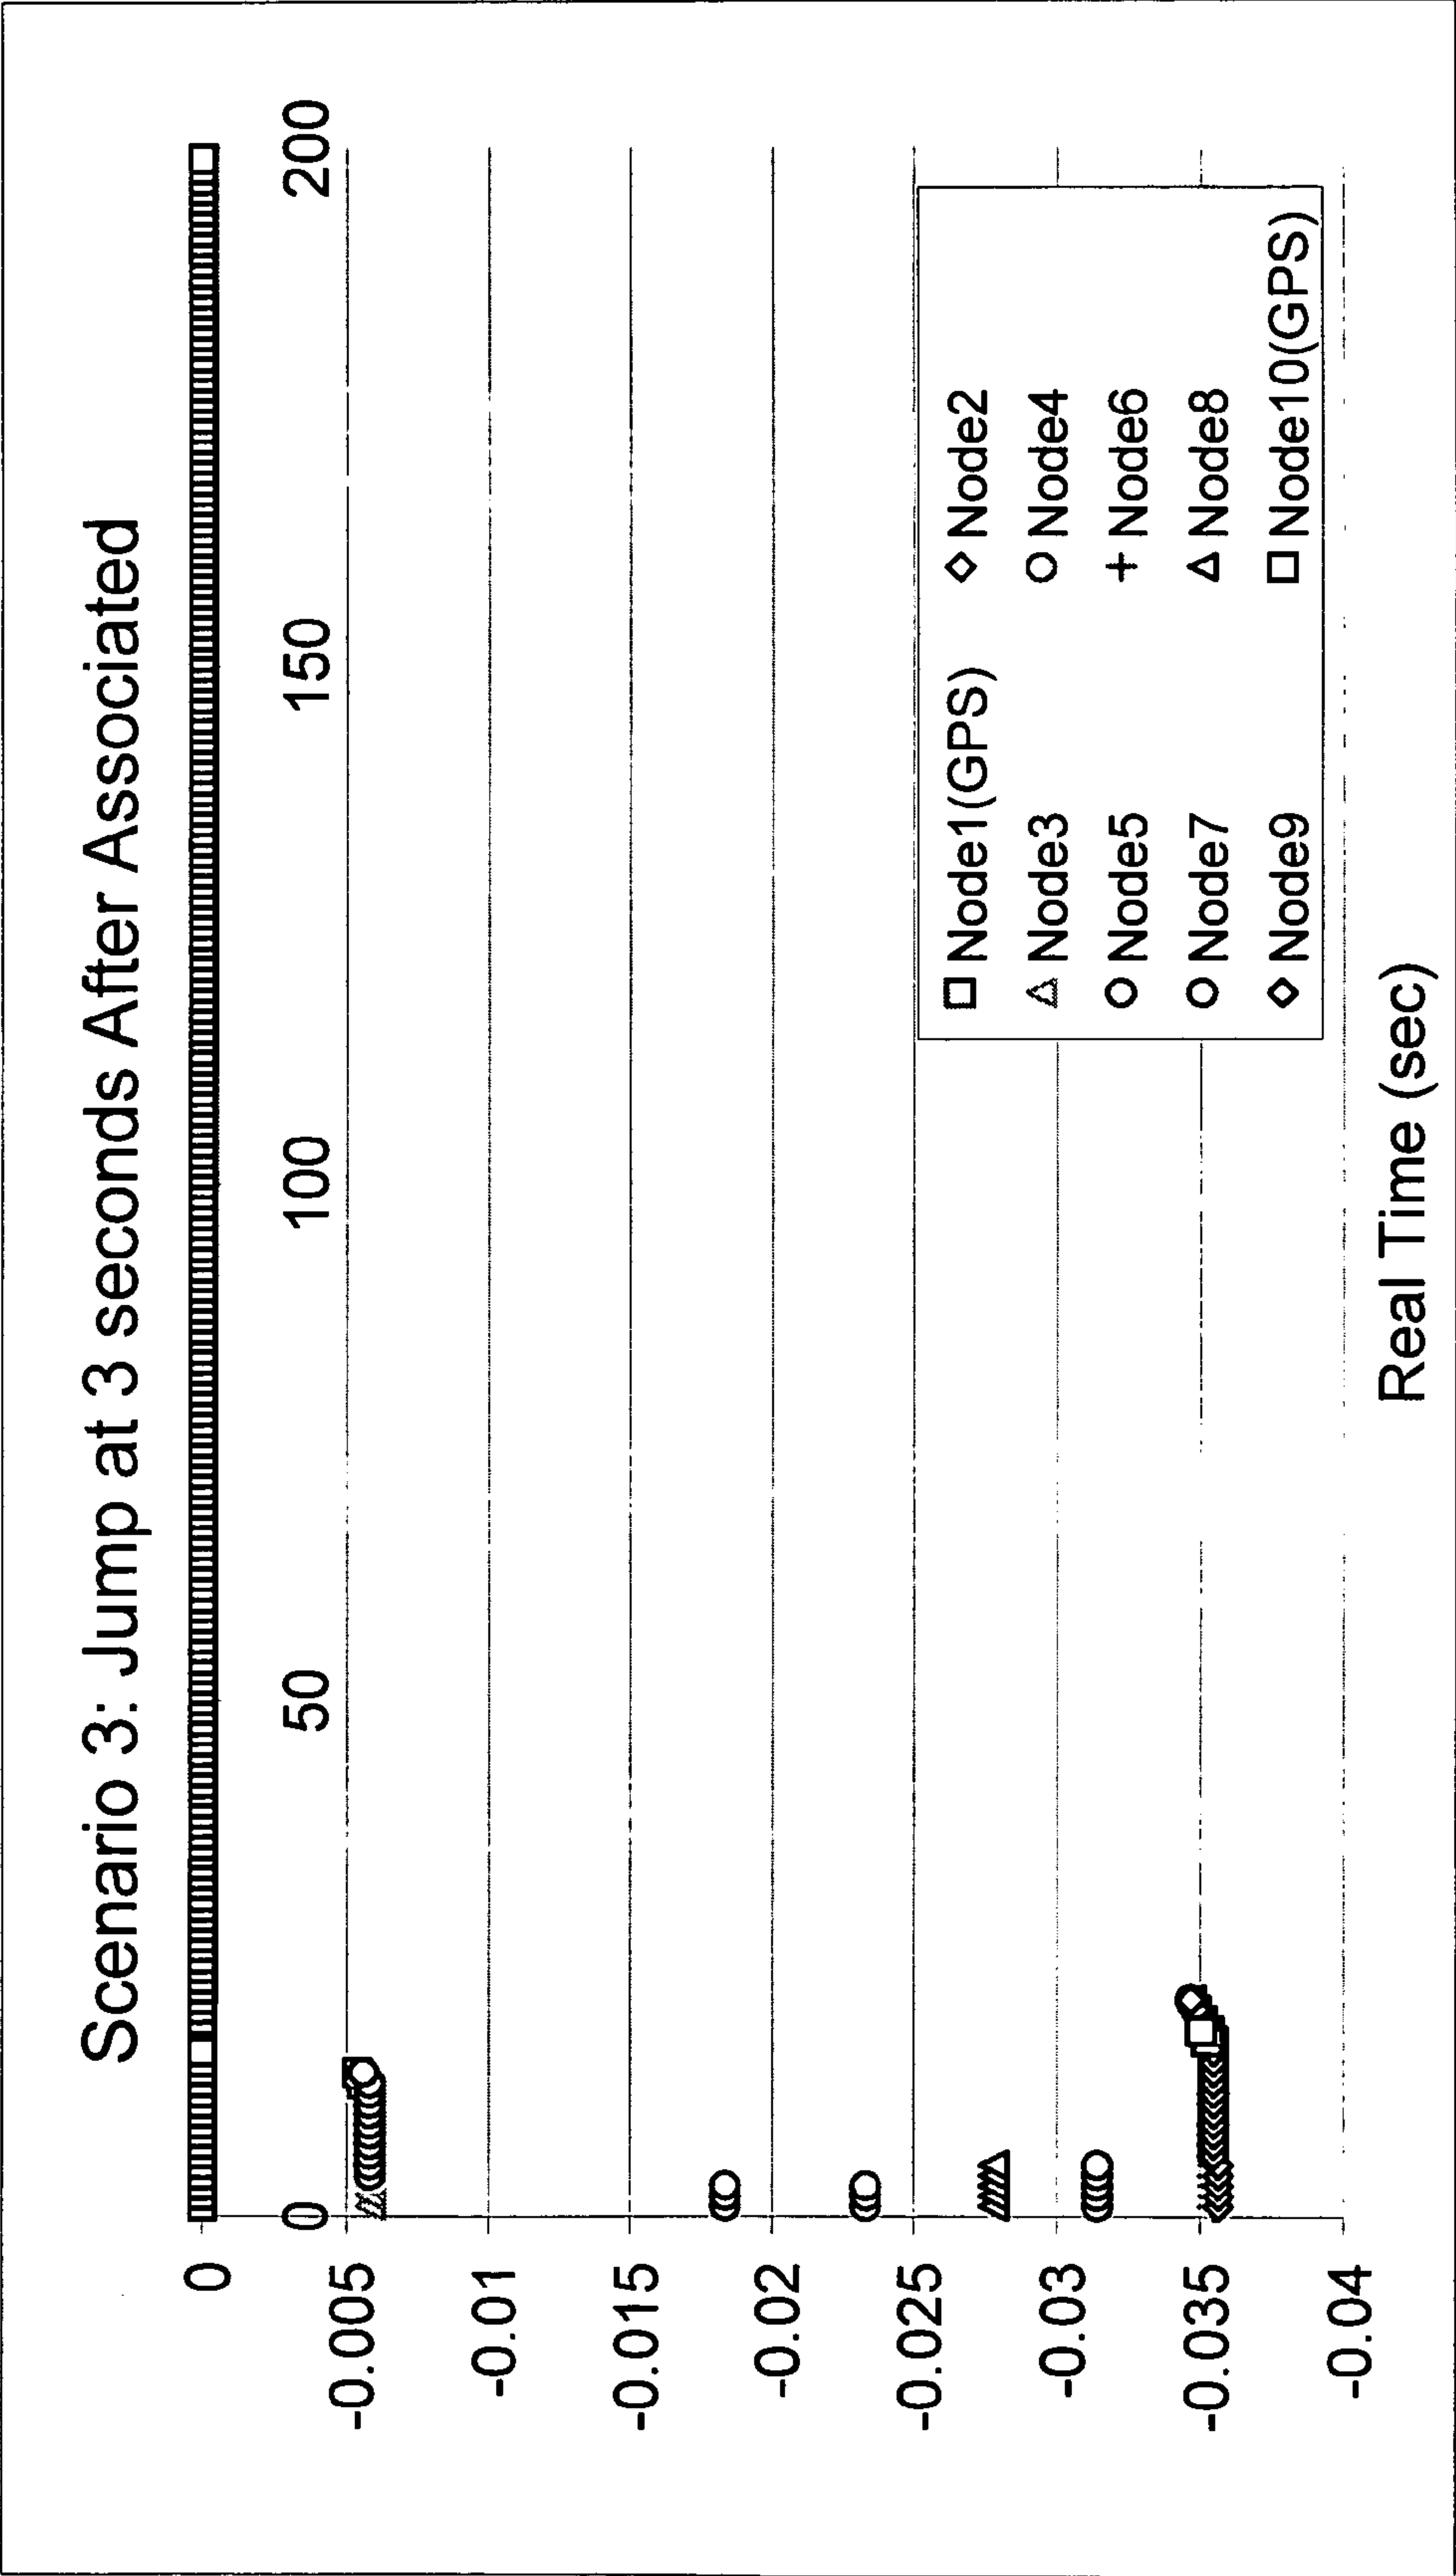 Scenario 3: Jump at 3 seconds After Associated
0
-0.005
-0.01
-0.015
-0.02
-0.025
-0.03
-0.035
-0.04
0 50 100 150 200
Node1(GPS) Node2
Node3 Node4
Node5 Node6
Node7 Node8
Node9 Node10(GPS)
Real Time (sec)